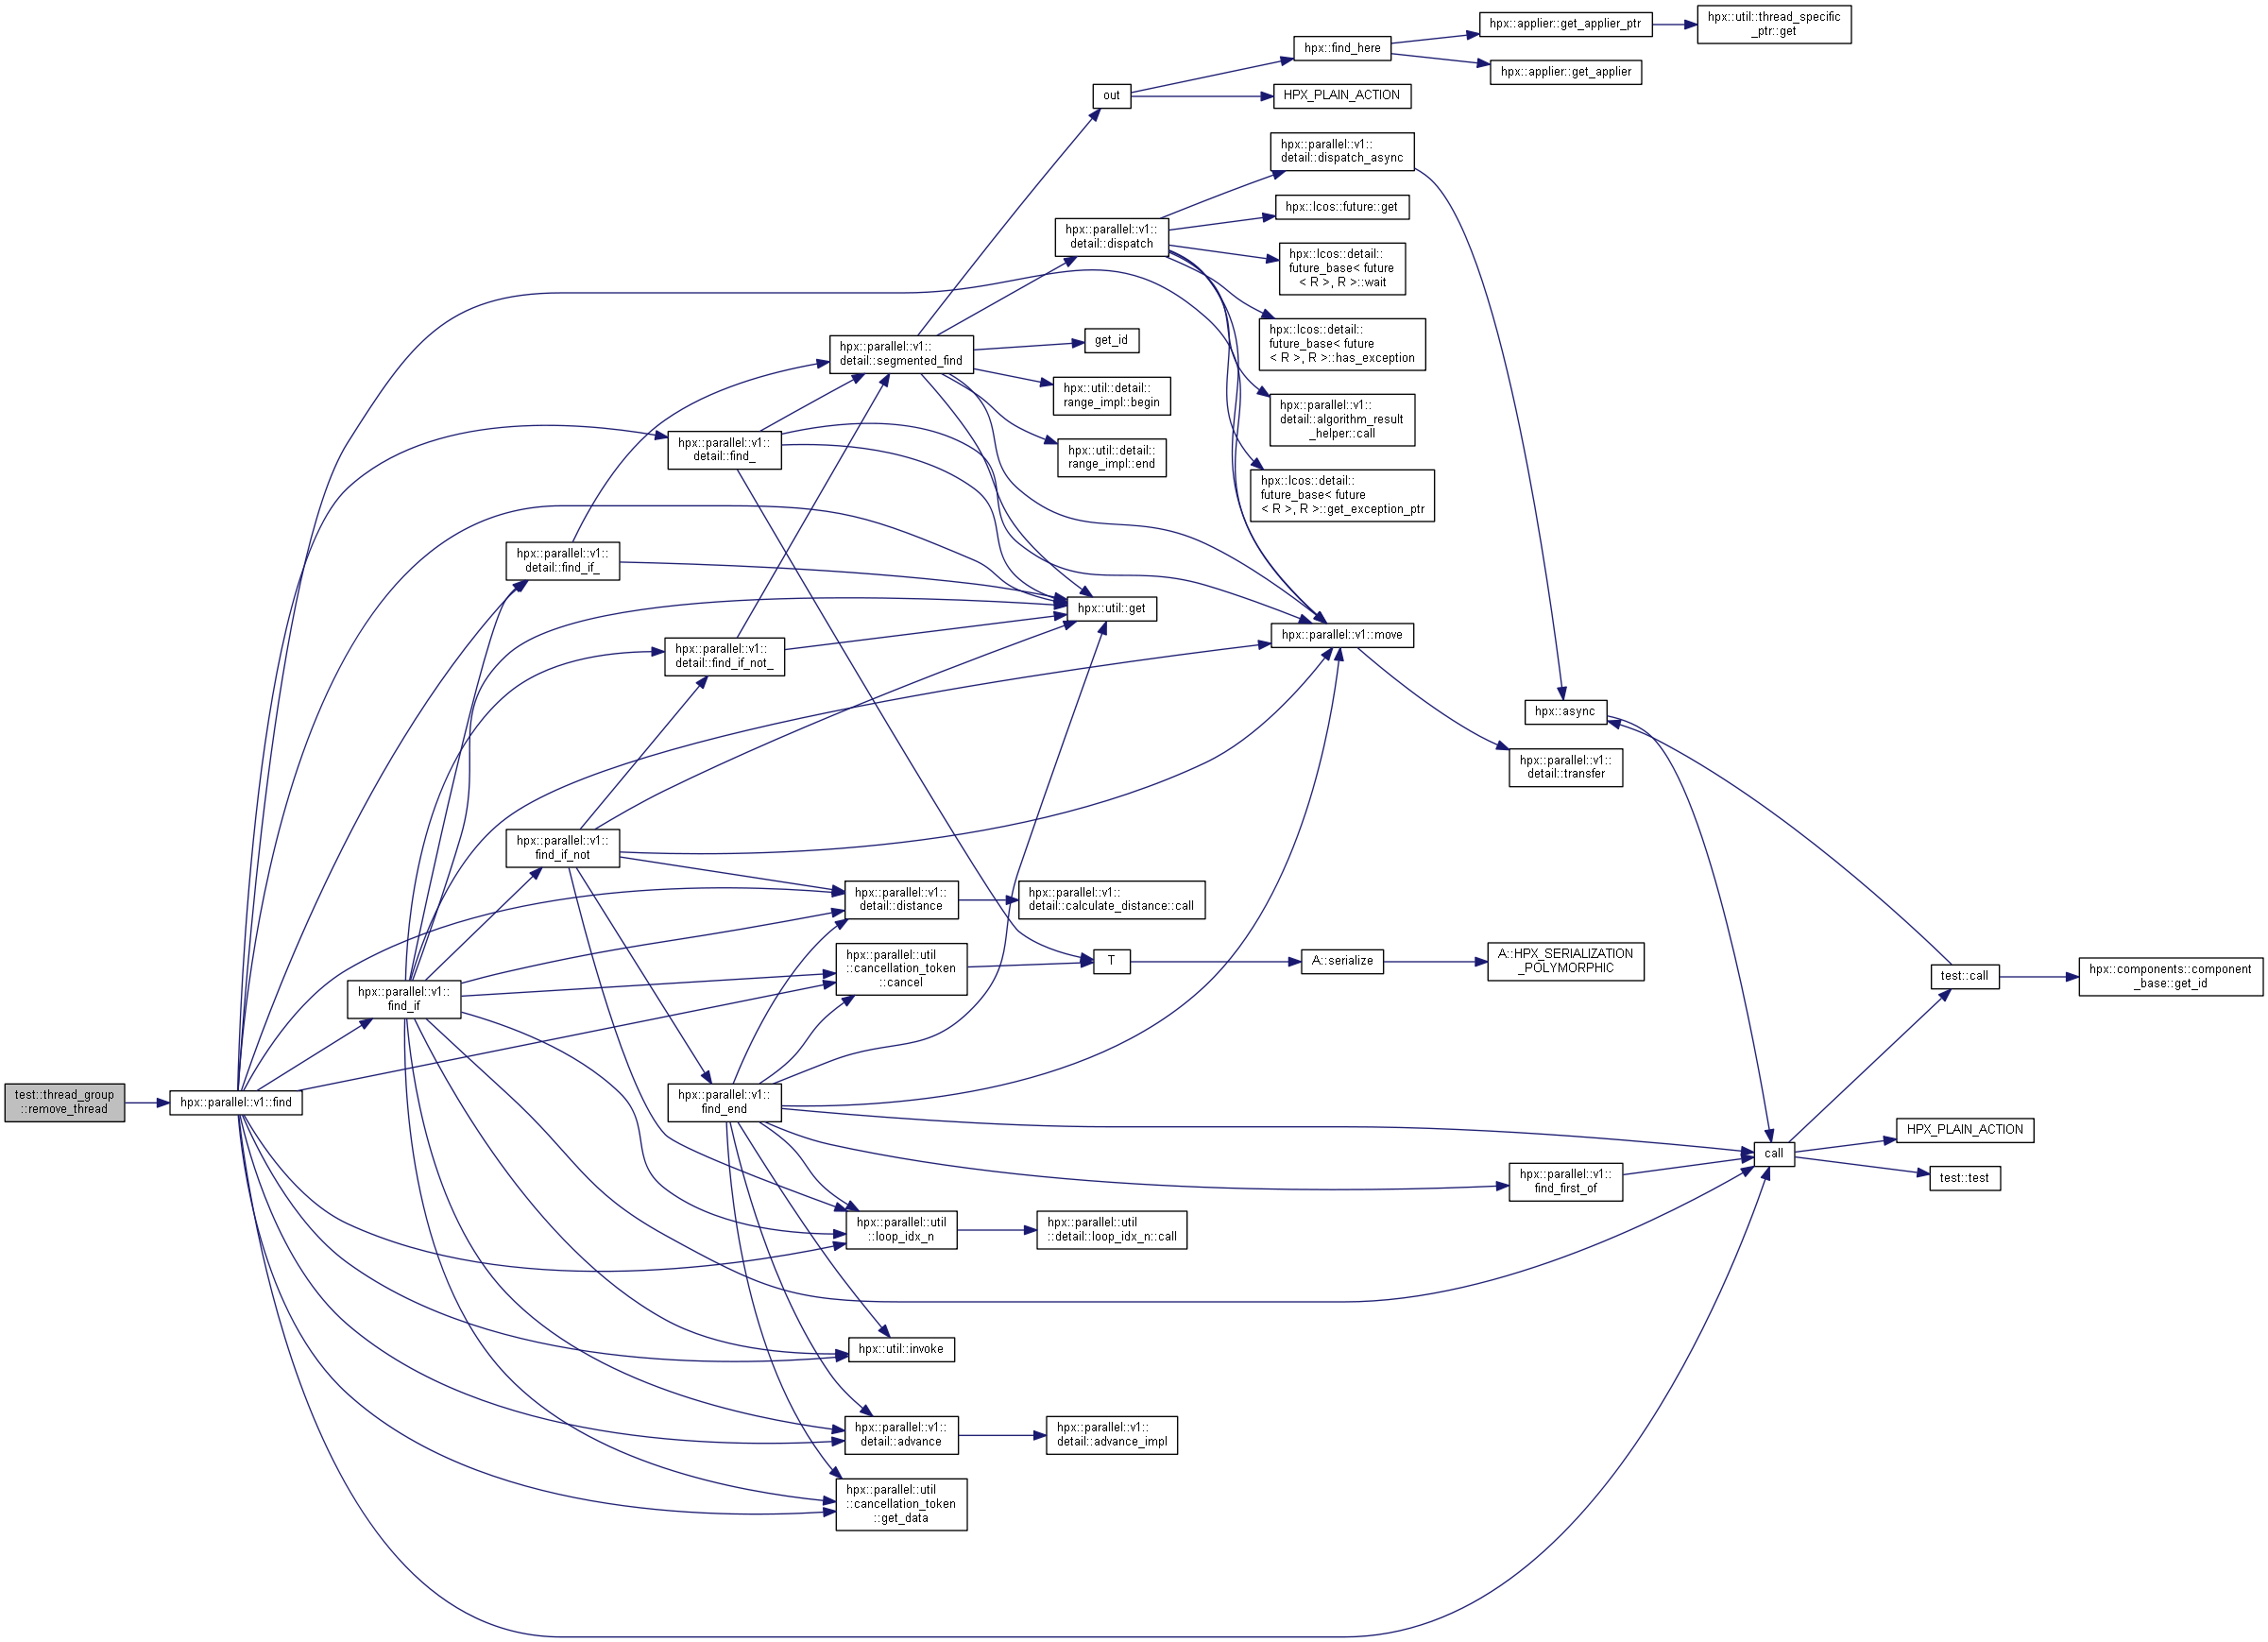 hpx::applier::get_applier_ptr
hpx::util::thread_specific
_ptr::get
hpx::find_here
hpx::applier::get_applier
out
HPX_PLAIN_ACTION
hpx::parallel::v1::
detail::dispatch_async
hpx::lcos::future::get
hpx::parallel::v1::
detail::dispatch
hpx::lcos::detail::
future_base< future
< R >, R >::wait
hpx::lcos::detail::
future_base< future
< R >, R >::has_exception
hpx::parallel::v1::
detail::segmented_find
get_id
hpx::util::detail::
range_impl::begin
hpx::parallel::v1::
detail::algorithm_result
_helper::call
hpx::parallel::v1::
detail::find_
hpx::util::detail::
range_impl::end
hpx::lcos::detail::
future_base< future
< R >, R >::get_exception_ptr
hpx::parallel::v1::
detail::find_if_
hpx::util::get
hpx::parallel::v1::move
hpx::parallel::v1::
detail::find_if_not_
hpx::async
hpx::parallel::v1::
detail::transfer
hpx::parallel::v1::
find_if_not
hpx::parallel::v1::
detail::distance
hpx::parallel::v1::
detail::calculate_distance::call
hpx::parallel::util
::cancellation_token
::cancel
T
A::serialize
A::HPX_SERIALIZATION
_POLYMORPHIC
test::call
hpx::components::component
_base::get_id
hpx::parallel::v1::
find_if
test::thread_group
::remove_thread
hpx::parallel::v1::find
hpx::parallel::v1::
find_end
call
HPX_PLAIN_ACTION
test::test
hpx::parallel::v1::
find_first_of
hpx::parallel::util
::loop_idx_n
hpx::parallel::util
::detail::loop_idx_n::call
hpx::util::invoke
hpx::parallel::v1::
detail::advance
hpx::parallel::v1::
detail::advance_impl
hpx::parallel::util
::cancellation_token
::get_data